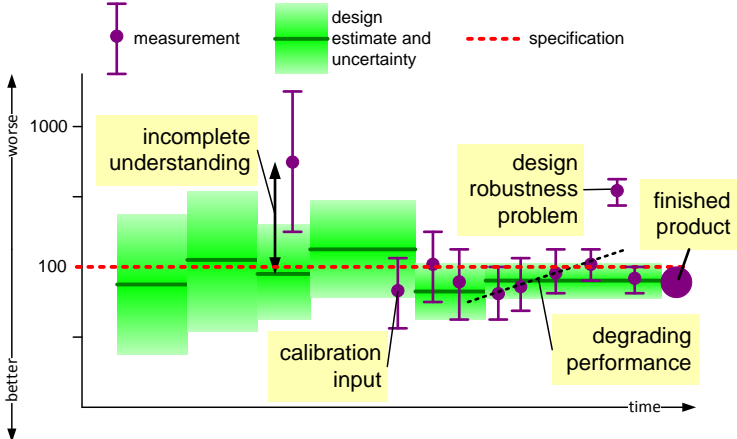 measurement
design
estimate and
uncertainty
specification
worse
1000
incomplete
understanding
design
robustness
problem
finished
product
100
calibration
input
degrading
performance
better
time